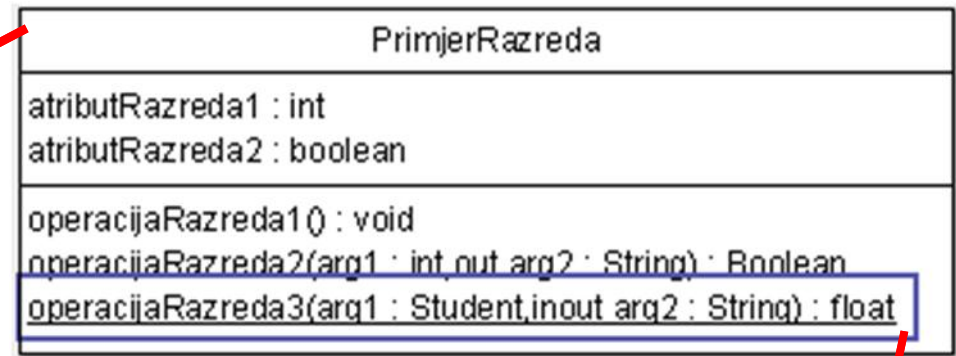 PrimjerRazreda
atributRazreda1 : int
atributRazreda2 : boolean
operacijaRazreda1() : void
operacijaRazreda2(arg1 : int,out arg2 : String) : Boolean
operacijaRazreda3(arg1 : Student,inout arg2 : String) : float